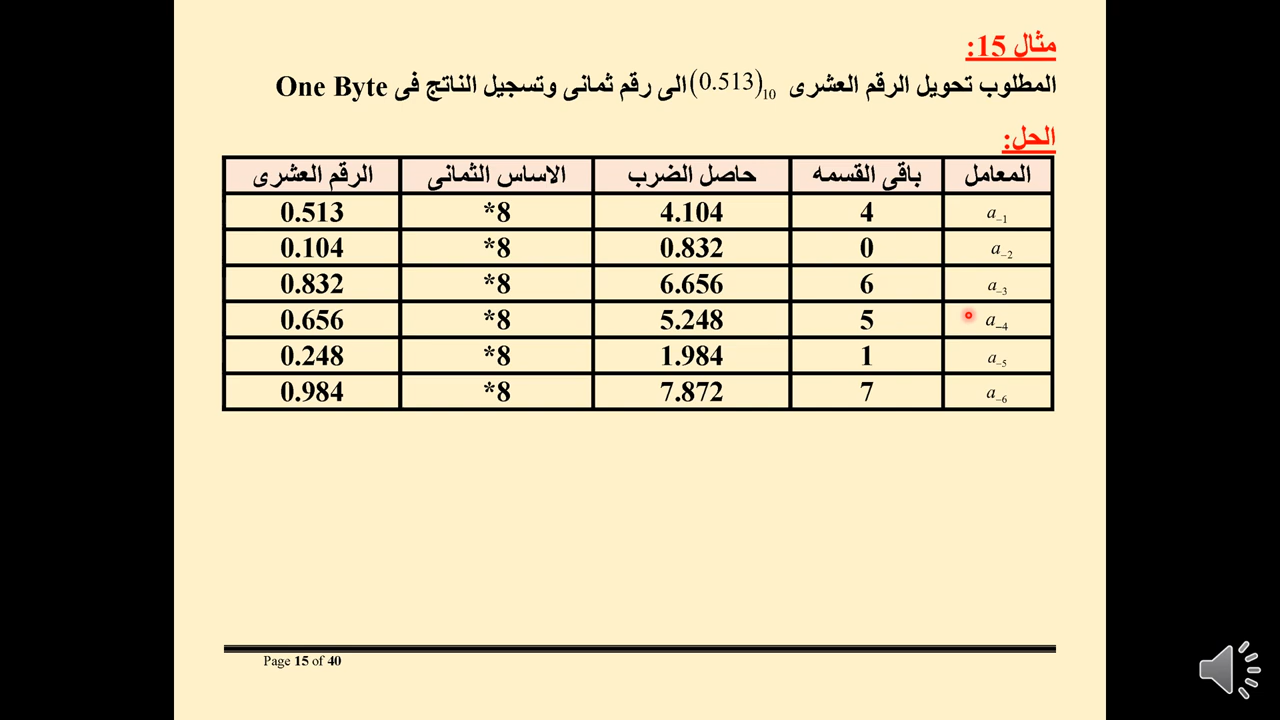 مثال 15:
المطلوب تحويل الرقم العشرى (0.513)10 الى رقم ثمانى وتسجيل الناتج فى One Byte
الحل:
المعامل باقى القسمه حاصل الضرب الاساس الثمانى الرقم العشرى
a−1 4 4.104 *8 0.513
a−2 0 0.832 *8 0.104
a−3 6 6.656 *8 0.832
a−4 5 5.248 *8 0.656
a−5 1 1.984 *8 0.248
a−6 7 7.872 *8 0.984
Page 15 of 40